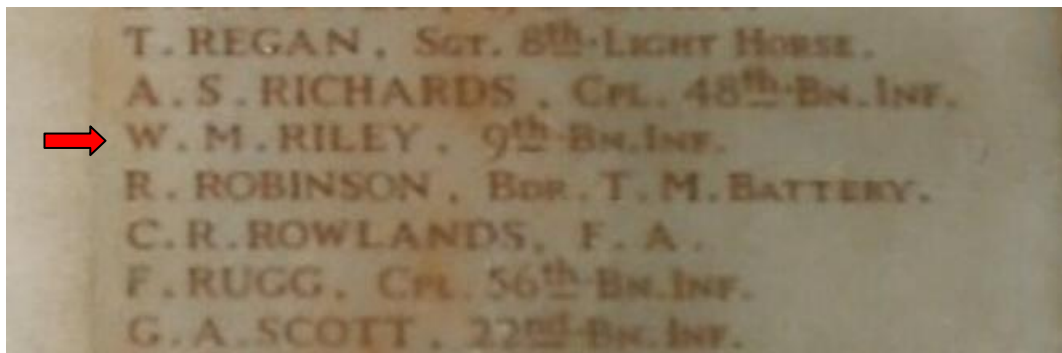 T. REGAN. SGT. 8th LIGHT HORSE.
A. S. RICHARDS. CPL. 48th BN. INF.
W. M. RILEY. 9th BN. INF.
R. ROBINSON. BDR. T. M. BATTERY.
C. R. ROWLANDS. F. A.
F. RUGG. CPL. 56th BN. INF.
G. A. SCOTT. 22nd BN. INF.